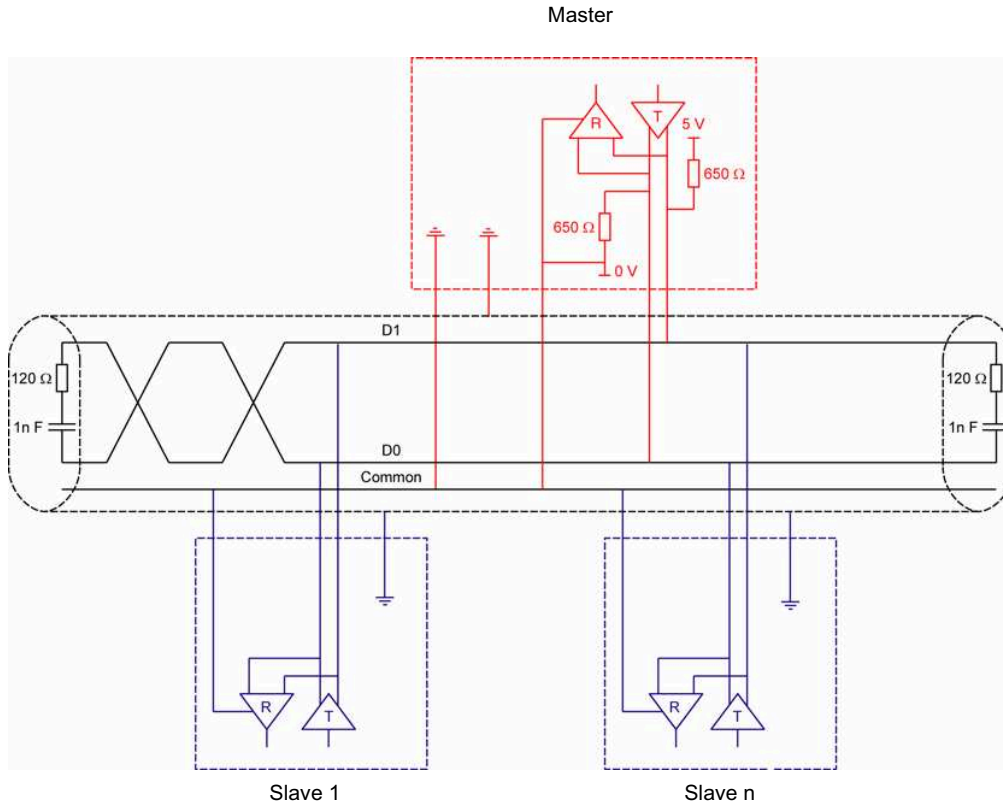 Master
R
T
5 V
650 Ω
650 Ω
0 V
D1
120 Ω
120 Ω
1n F
1n F
D0
Common
R
T
R
T
Slave 1
Slave n